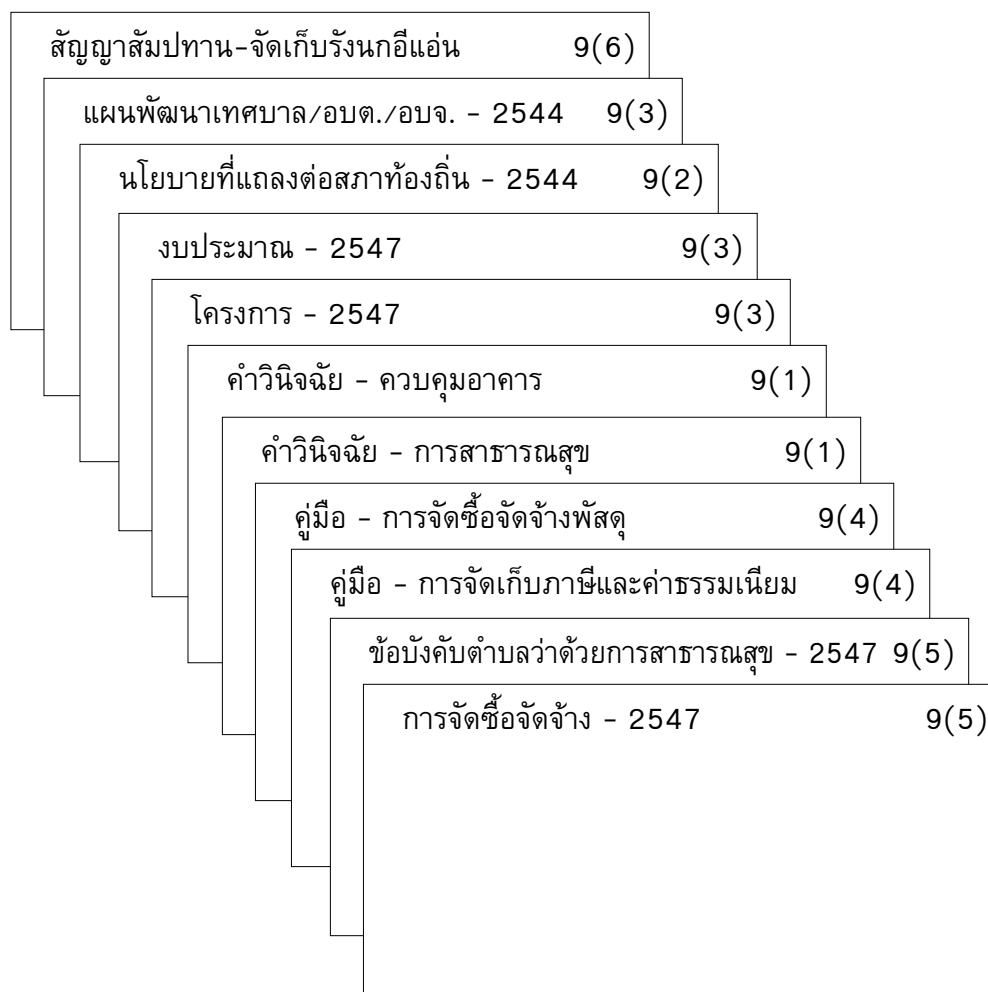 สัญญาสัมปทาน-จัดเก็บรังนกอีแอ่น 9(6)
แผนพัฒนาเทศบาล/อบต./อบจ. - 2544 9(3)
นโยบายที่แถลงต่อสภาท้องถิ่น - 2544 9(2)
งบประมาณ - 2547 9(3)
โครงการ - 2547 9(3)
คำวินิจฉัย - ควบคุมอาคาร 9(1)
คำวินิจฉัย - การสาธารณสุข 9(1)
คู่มือ - การจัดซื้อจัดจ้างพัสดุ 9(4)
คู่มือ - การจัดเก็บภาษีและค่าธรรมเนียม 9(4)
ข้อบังคับตำบลว่าด้วยการสาธารณสุข - 2547 9(5)
การจัดซื้อจัดจ้าง - 2547 9(5)